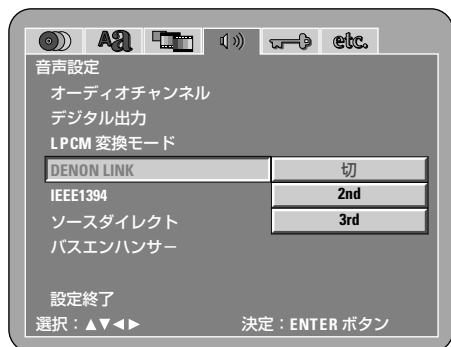 Aa etc.
音声設定
オーディオチャンネル
デジタル出力
LPCM 変換モード
DENON LINK 切
IEEE1394 2nd
ソースダイレクト 3rd
バスエンハンサー
設定終了
選択：▲▼◀▶ 決定：ENTER ボタン